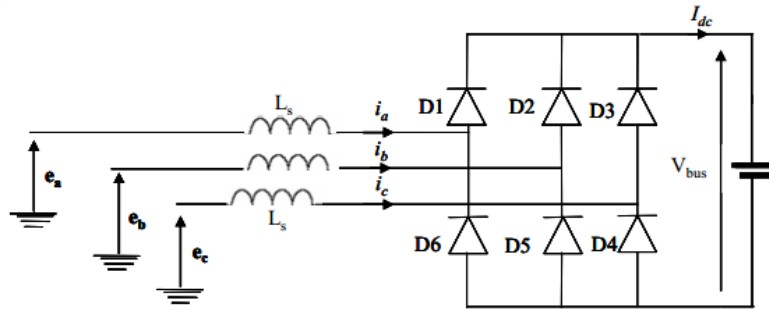 I_dc
L_s
i_a
D1
D2
D3
e_a
i_b
V_bus
e_b
i_c
L_s
e_c
D6
D5
D4